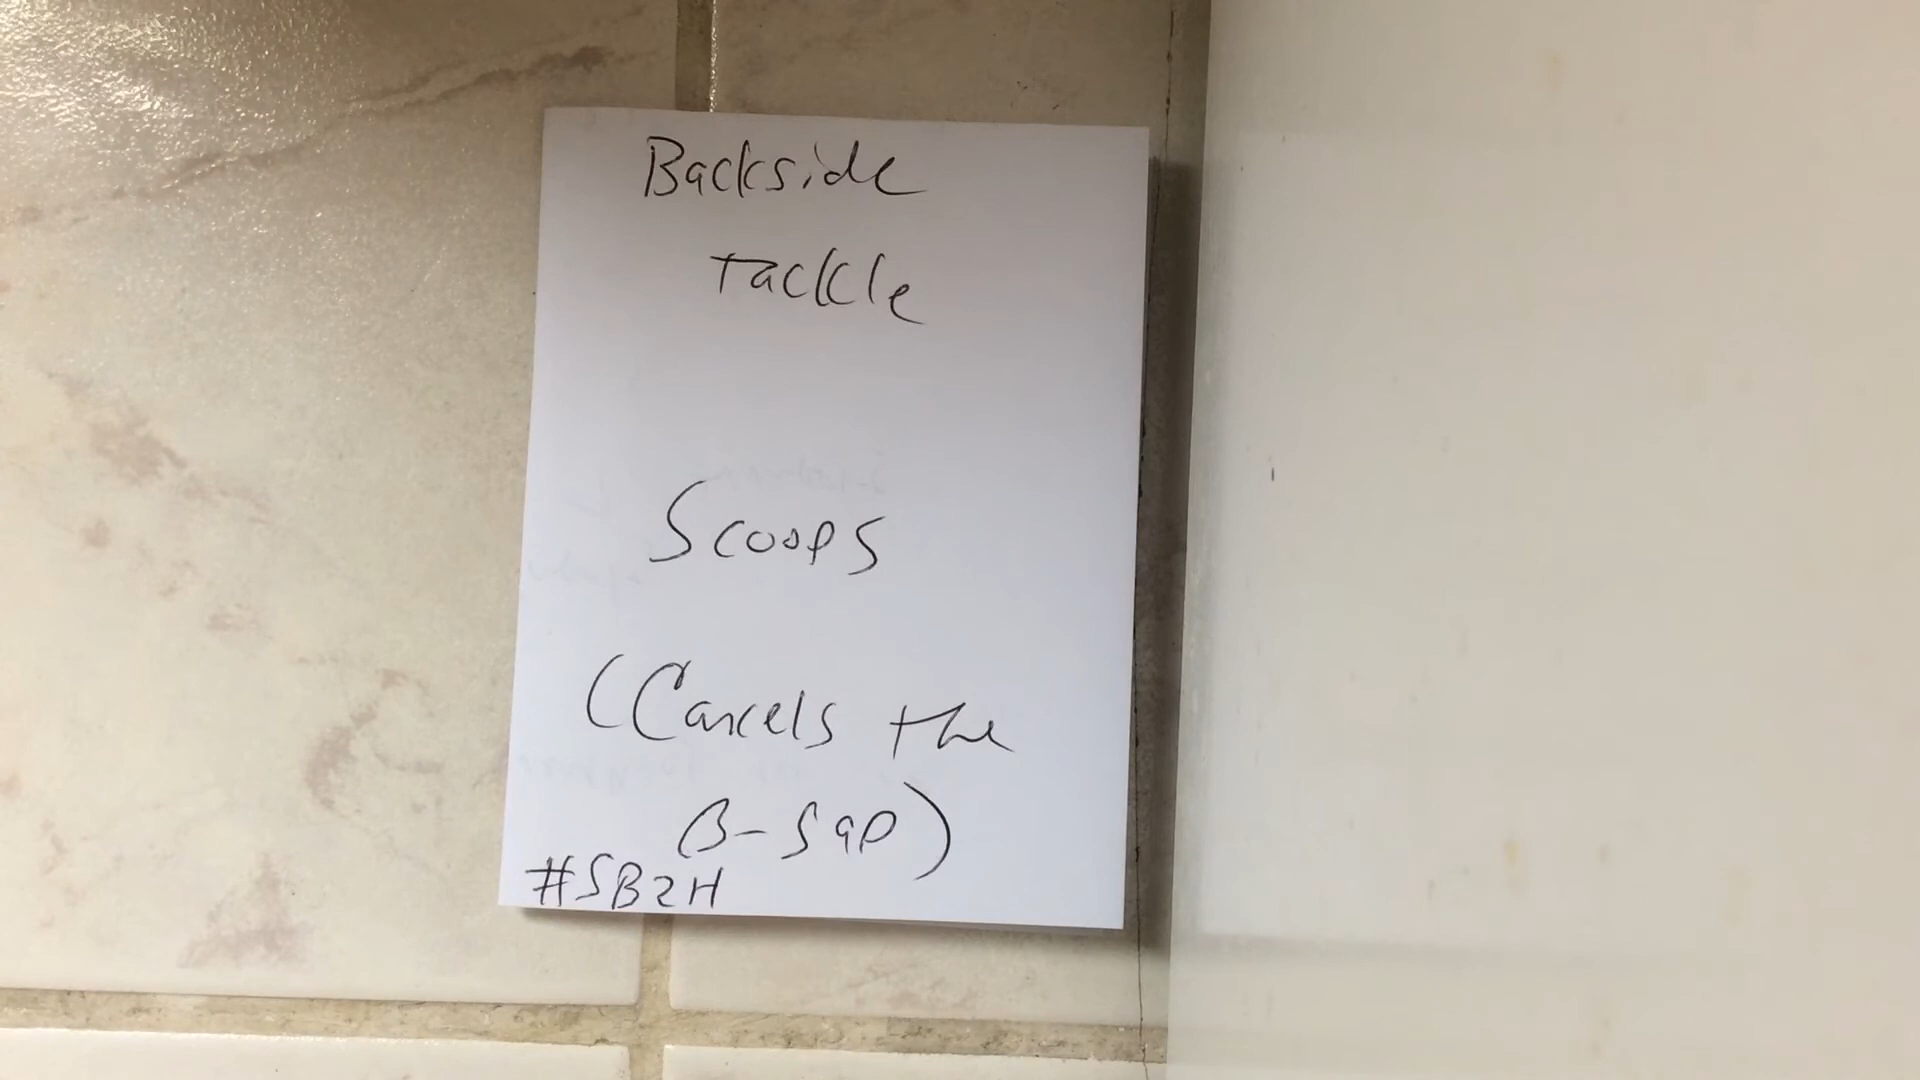 Backside
Tackle
Scoops
(Cancels the
B-gap)
#SB2H